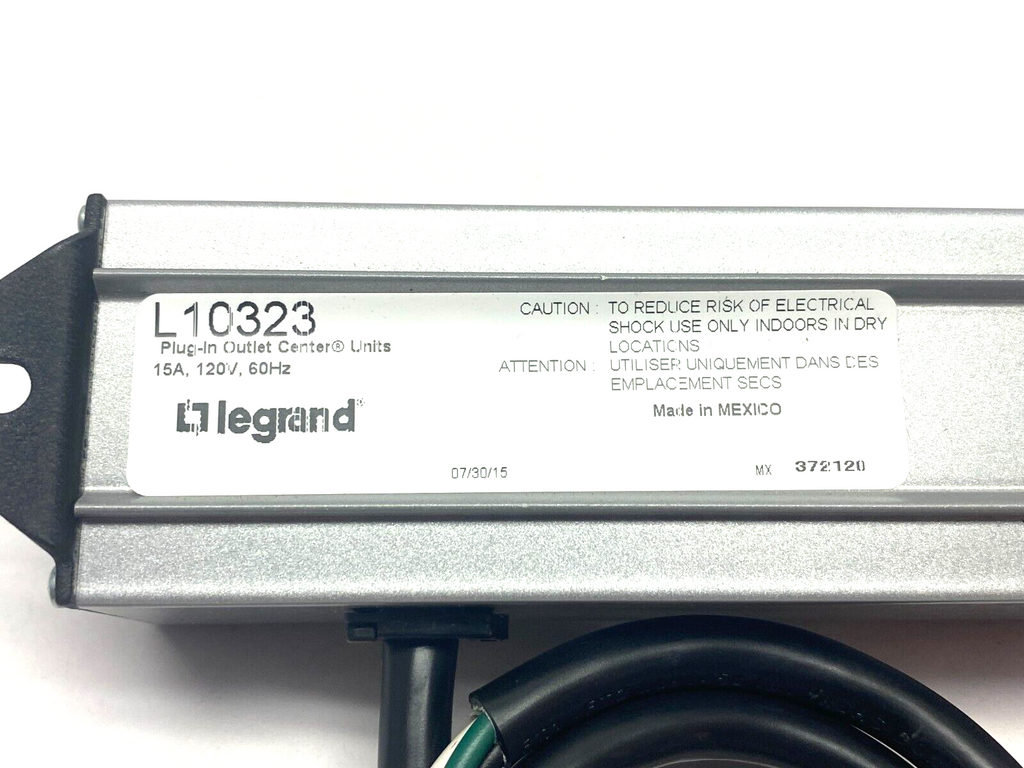 L10323
Plug-In Outlet Center® Units
15A, 120V, 60Hz
legrand®
CAUTION : TO REDUCE RISK OF ELECTRICAL
SHOCK USE ONLY INDOORS IN DRY
LOCATIONS
ATTENTION : UTILISER UNIQUEMENT DANS DES
EMPLACEMENT SECS
Made in MEXICO
07/30/15
MX 372120